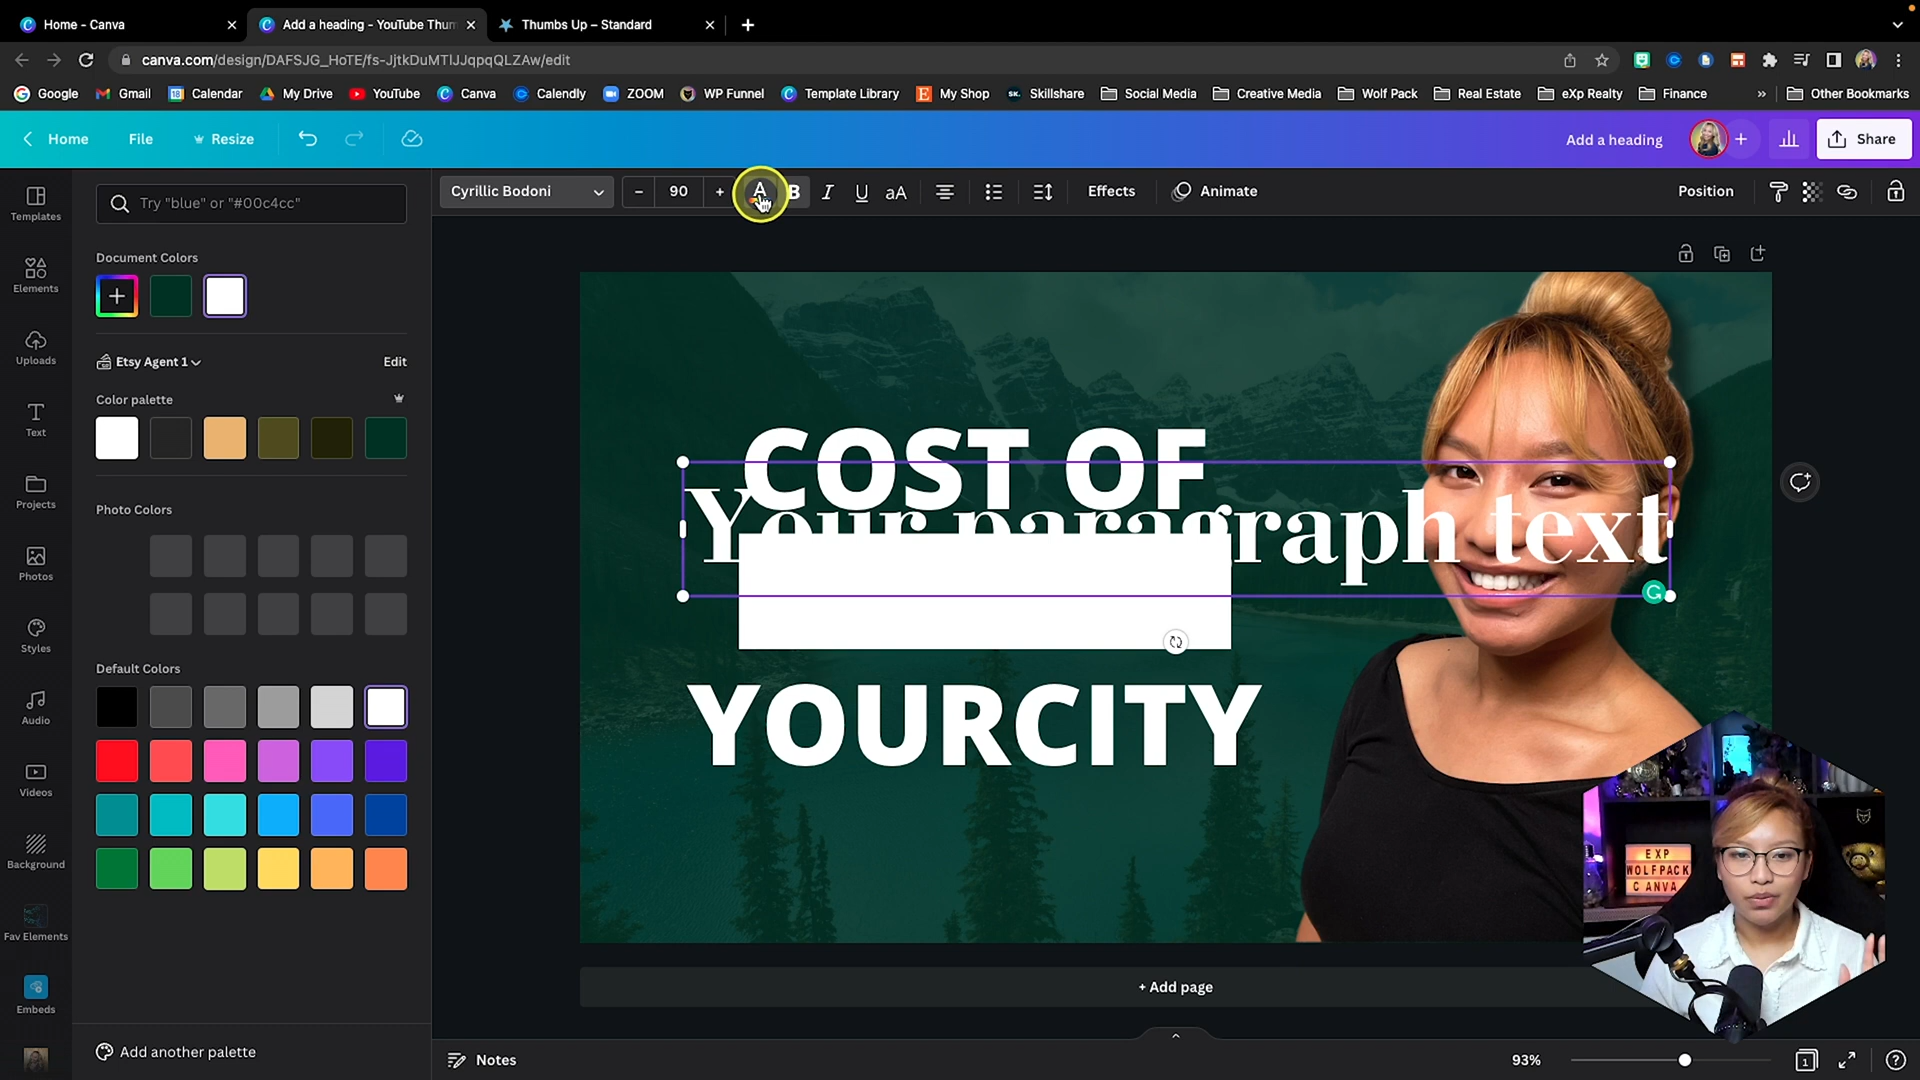 Home - Canva
Add a heading - YouTube Thum
Thumbs Up – Standard
canva.com/design/DAFSJG_HoTE/fs-JjtkDuMTlJJqpqQLZAw/edit
Google
Gmail
Calendar
My Drive
YouTube
Canva
Calendly
ZOOM
WP Funnel
Template Library
My Shop
Skillshare
Social Media
Creative Media
Wolf Pack
Real Estate
eXp Realty
Finance
»
Other Bookmarks
Home
File
Resize
Add a heading
Share
Cyrillic Bodoni
– 90 +
A
B
I
U
aA
Effects
Animate
Position
Templates
Elements
Uploads
Text
Projects
Photos
Styles
Audio
Videos
Background
Fav Elements
Embeds
Try "blue" or "#00c4cc"
Document Colors
Etsy Agent 1
Edit
Color palette
Photo Colors
Default Colors
Add another palette
COST OF
Your paragraph text
YOURCITY
EXP
WOLFPACK
CANVA
+ Add page
Notes
93%
1